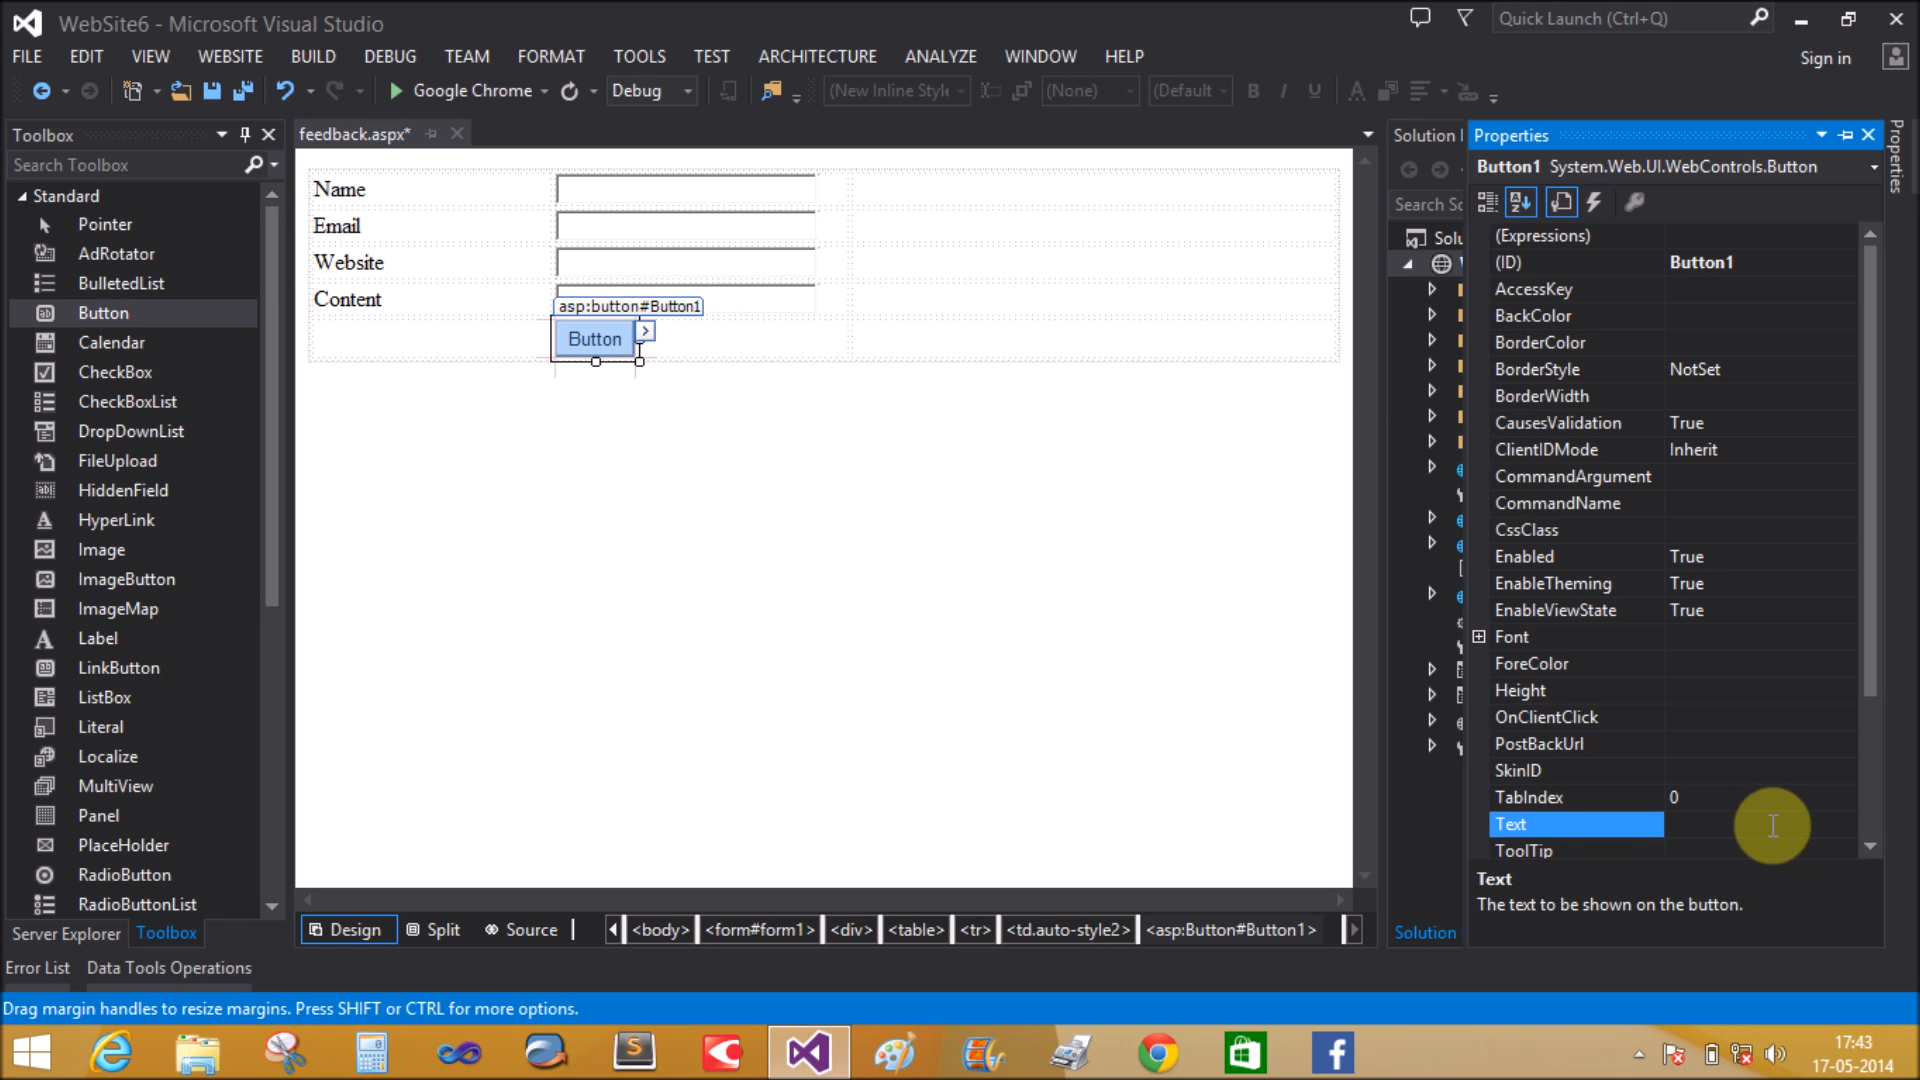 WebSite6 - Microsoft Visual Studio
Quick Launch (Ctrl+Q)
FILE EDIT VIEW WEBSITE BUILD DEBUG TEAM FORMAT TOOLS TEST ARCHITECTURE ANALYZE WINDOW HELP
Sign in
Google Chrome Debug (New Inline Style (None) (Default B I U A
Toolbox
Search Toolbox
Standard
Pointer
AdRotator
BulletedList
Button
Calendar
CheckBox
CheckBoxList
DropDownList
FileUpload
HiddenField
HyperLink
Image
ImageButton
ImageMap
Label
LinkButton
ListBox
Literal
Localize
MultiView
Panel
PlaceHolder
RadioButton
RadioButtonList
Server Explorer Toolbox
feedback.aspx*
Name
Email
Website
Content
asp:button#Button1
Button
Design Split Source <body> <form#form1> <div> <table> <tr> <td.auto-style2> <asp:Button#Button1>
Solution
Search So
Solu
Solution
Properties
Properties
Button1 System.Web.UI.WebControls.Button
(Expressions)
(ID) Button1
AccessKey
BackColor
BorderColor
BorderStyle NotSet
BorderWidth
CausesValidation True
ClientIDMode Inherit
CommandArgument
CommandName
CssClass
Enabled True
EnableTheming True
EnableViewState True
Font
ForeColor
Height
OnClientClick
PostBackUrl
SkinID
TabIndex 0
Text
ToolTip
Text
The text to be shown on the button.
Error List Data Tools Operations
Drag margin handles to resize margins. Press SHIFT or CTRL for more options.
17:43
17-05-2014